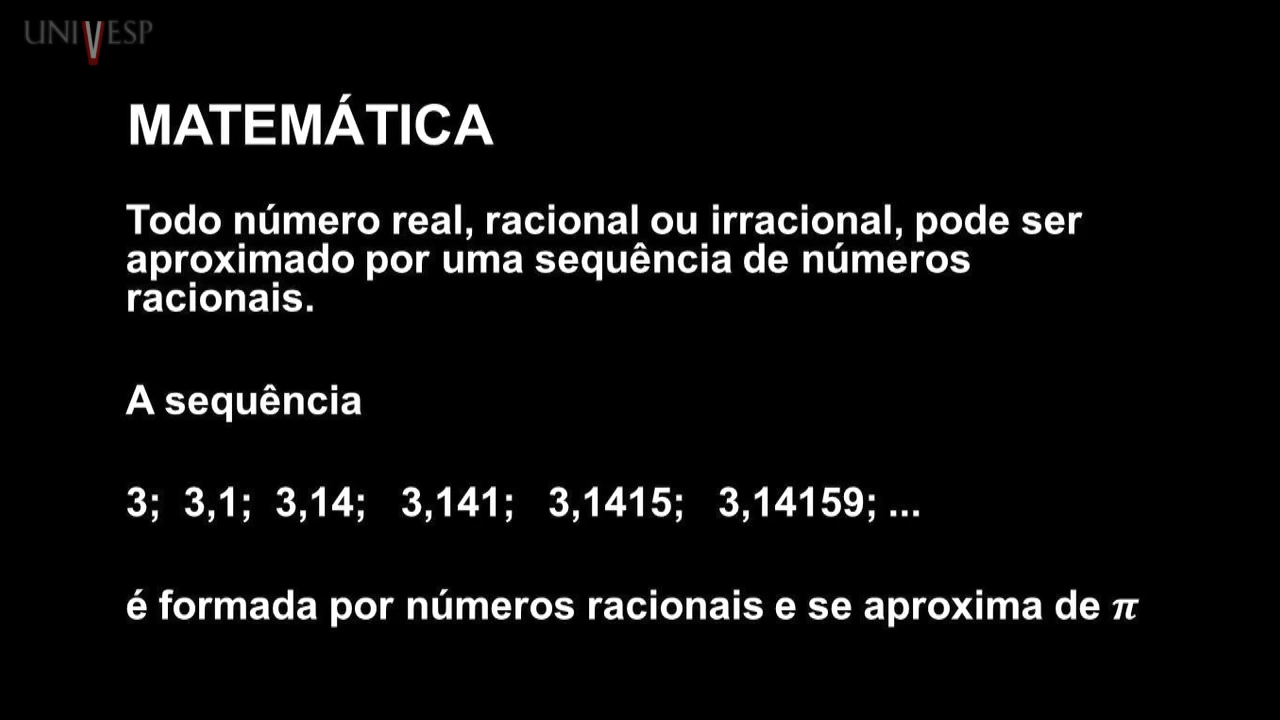 UNIVESP
MATEMÁTICA
Todo número real, racional ou irracional, pode ser
aproximado por uma sequência de números
racionais.
A sequência
3; 3,1; 3,14; 3,141; 3,1415; 3,14159; ...
é formada por números racionais e se aproxima de π